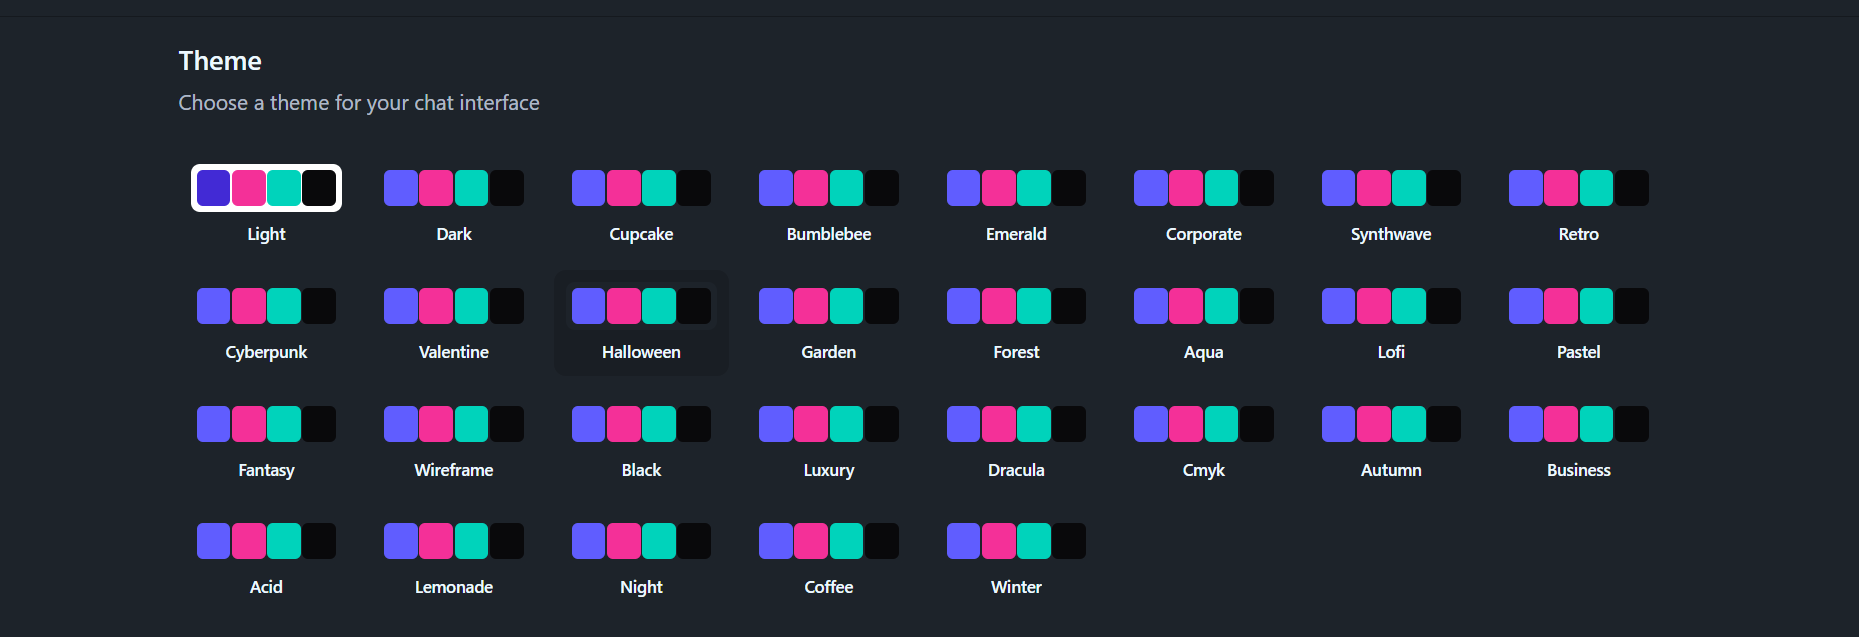 Theme
Choose a theme for your chat interface
Light Dark Cupcake Bumblebee Emerald Corporate Synthwave Retro
Cyberpunk Valentine Halloween Garden Forest Aqua Lofi Pastel
Fantasy Wireframe Black Luxury Dracula Cmyk Autumn Business
Acid Lemonade Night Coffee Winter